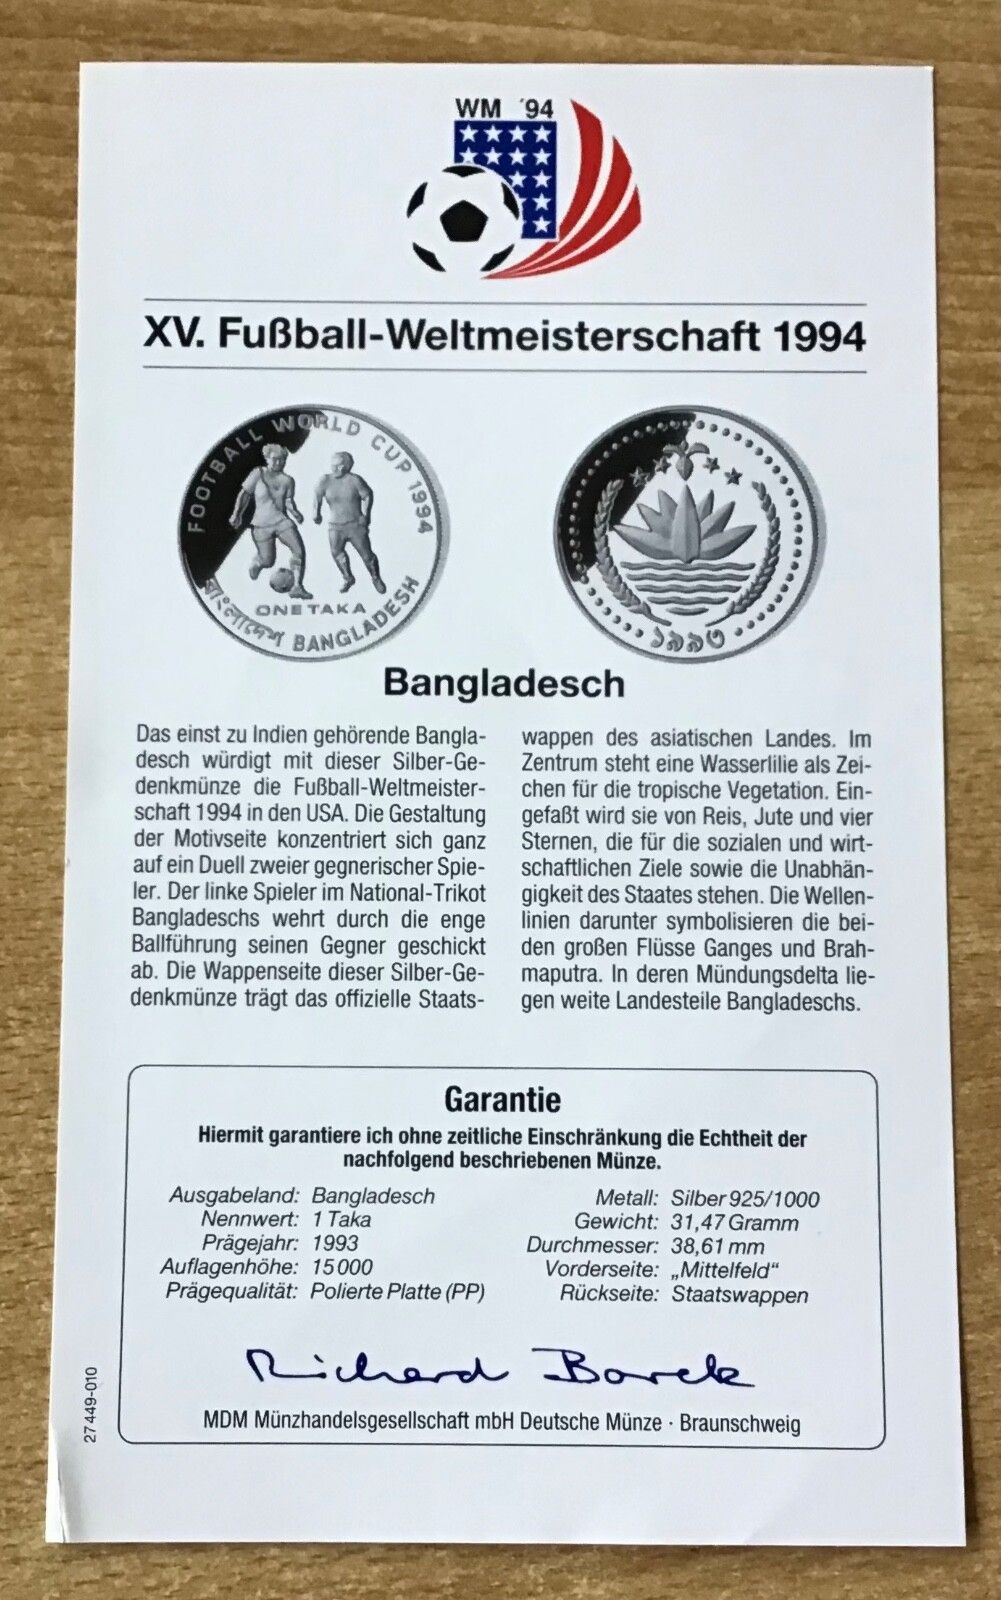 WM '94
XV. Fußball-Weltmeisterschaft 1994
FOOTBALL WORLD CUP 1994
ONE TAKA
বাংলাদেশ BANGLADESH
১৯৯৩
Bangladesch
Das einst zu Indien gehörende Bangla-
desch würdigt mit dieser Silber-Ge-
denkmünze die Fußball-Weltmeister-
schaft 1994 in den USA. Die Gestaltung
der Motivseite konzentriert sich ganz
auf ein Duell zweier gegnerischer Spie-
ler. Der linke Spieler im National-Trikot
Bangladeschs wehrt durch die enge
Ballführung seinen Gegner geschickt
ab. Die Wappenseite dieser Silber-Ge-
denkmünze trägt das offizielle Staats-
wappen des asiatischen Landes. Im
Zentrum steht eine Wasserlilie als Zei-
chen für die tropische Vegetation. Ein-
gefaßt wird sie von Reis, Jute und vier
Sternen, die für die sozialen und wirt-
schaftlichen Ziele sowie die Unabhän-
gigkeit des Staates stehen. Die Wellen-
linien darunter symbolisieren die bei-
den großen Flüsse Ganges und Brah-
maputra. In deren Mündungsdelta lie-
gen weite Landesteile Bangladeschs.
Garantie
Hiermit garantiere ich ohne zeitliche Einschränkung die Echtheit der
nachfolgend beschriebenen Münze.
Ausgabeland: Bangladesch
Nennwert: 1 Taka
Prägejahr: 1993
Auflagenhöhe: 15 000
Prägequalität: Polierte Platte (PP)
Metall: Silber 925/1000
Gewicht: 31,47 Gramm
Durchmesser: 38,61 mm
Vorderseite: „Mittelfeld“
Rückseite: Staatswappen
Richard Borek
MDM Münzhandelsgesellschaft mbH Deutsche Münze · Braunschweig
27 449-010